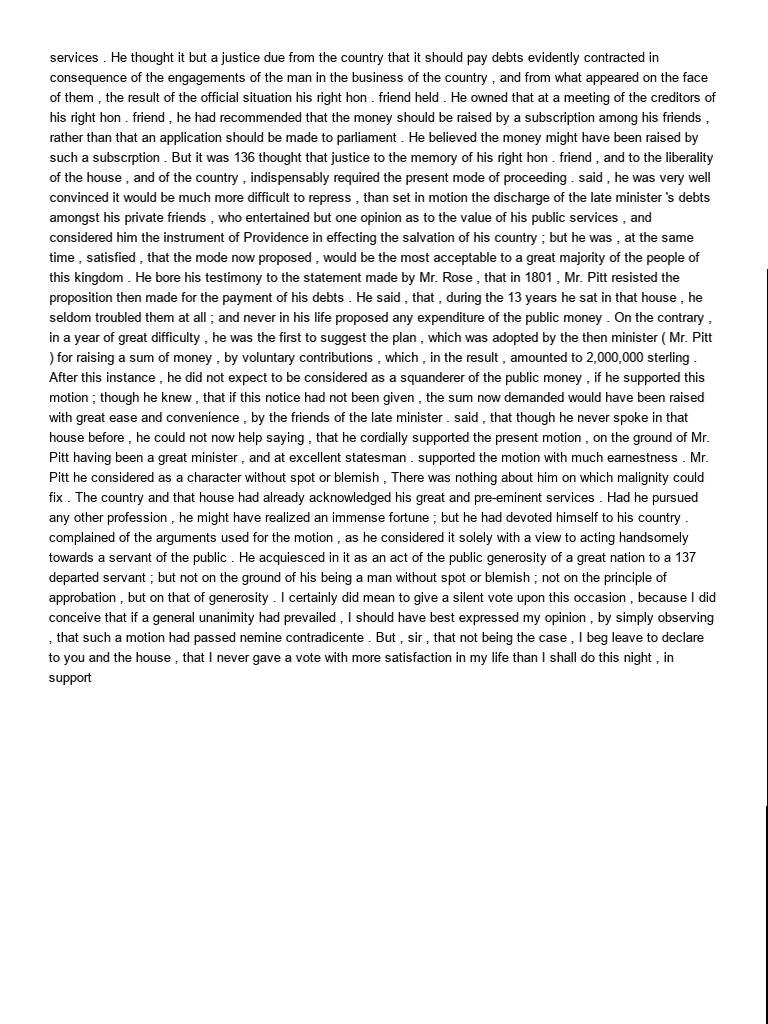 services . He thought it but a justice due from the country that it should pay debts evidently contracted in
consequence of the engagements of the man in the business of the country , and from what appeared on the face
of them , the result of the official situation his right hon . friend held . He owned that at a meeting of the creditors of
his right hon . friend , he had recommended that the money should be raised by a subscription among his friends ,
rather than that an application should be made to parliament . He believed the money might have been raised by
such a subscrption . But it was 136 thought that justice to the memory of his right hon . friend , and to the liberality
of the house , and of the country , indispensably required the present mode of proceeding . said , he was very well
convinced it would be much more difficult to repress , than set in motion the discharge of the late minister 's debts
amongst his private friends , who entertained but one opinion as to the value of his public services , and
considered him the instrument of Providence in effecting the salvation of his country ; but he was , at the same
time , satisfied , that the mode now proposed , would be the most acceptable to a great majority of the people of
this kingdom . He bore his testimony to the statement made by Mr. Rose , that in 1801 , Mr. Pitt resisted the
proposition then made for the payment of his debts . He said , that , during the 13 years he sat in that house , he
seldom troubled them at all ; and never in his life proposed any expenditure of the public money . On the contrary ,
in a year of great difficulty , he was the first to suggest the plan , which was adopted by the then minister ( Mr. Pitt
) for raising a sum of money , by voluntary contributions , which , in the result , amounted to 2,000,000 sterling .
After this instance , he did not expect to be considered as a squanderer of the public money , if he supported this
motion ; though he knew , that if this notice had not been given , the sum now demanded would have been raised
with great ease and convenience , by the friends of the late minister . said , that though he never spoke in that
house before , he could not now help saying , that he cordially supported the present motion , on the ground of Mr.
Pitt having been a great minister , and at excellent statesman . supported the motion with much earnestness . Mr.
Pitt he considered as a character without spot or blemish , There was nothing about him on which malignity could
fix . The country and that house had already acknowledged his great and pre-eminent services . Had he pursued
any other profession , he might have realized an immense fortune ; but he had devoted himself to his country .
complained of the arguments used for the motion , as he considered it solely with a view to acting handsomely
towards a servant of the public . He acquiesced in it as an act of the public generosity of a great nation to a 137
departed servant ; but not on the ground of his being a man without spot or blemish ; not on the principle of
approbation , but on that of generosity . I certainly did mean to give a silent vote upon this occasion , because I did
conceive that if a general unanimity had prevailed , I should have best expressed my opinion , by simply observing
, that such a motion had passed nemine contradicente . But , sir , that not being the case , I beg leave to declare
to you and the house , that I never gave a vote with more satisfaction in my life than I shall do this night , in
support